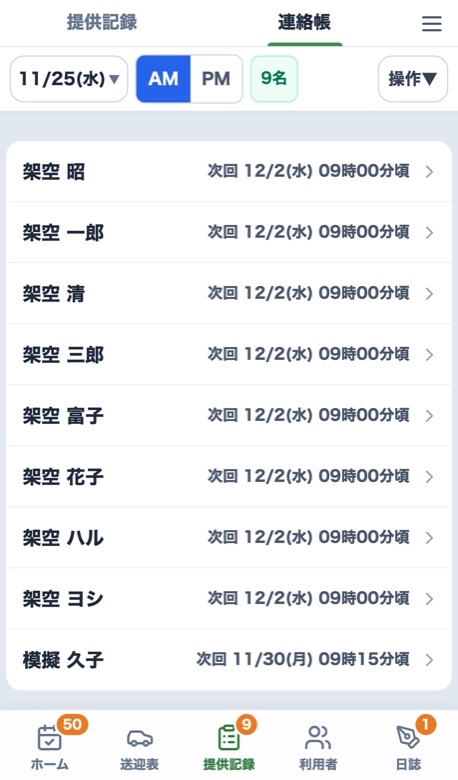 提供記録 連絡帳
11/25(水)▼ AM PM 9名 操作▼
架空 昭 次回 12/2(水) 09時00分頃
架空 一郎 次回 12/2(水) 09時00分頃
架空 清 次回 12/2(水) 09時00分頃
架空 三郎 次回 12/2(水) 09時00分頃
架空 富子 次回 12/2(水) 09時00分頃
架空 花子 次回 12/2(水) 09時00分頃
架空 ハル 次回 12/2(水) 09時00分頃
架空 ヨシ 次回 12/2(水) 09時00分頃
模擬 久子 次回 11/30(月) 09時15分頃
50 9 1
ホーム 送迎表 提供記録 利用者 日誌